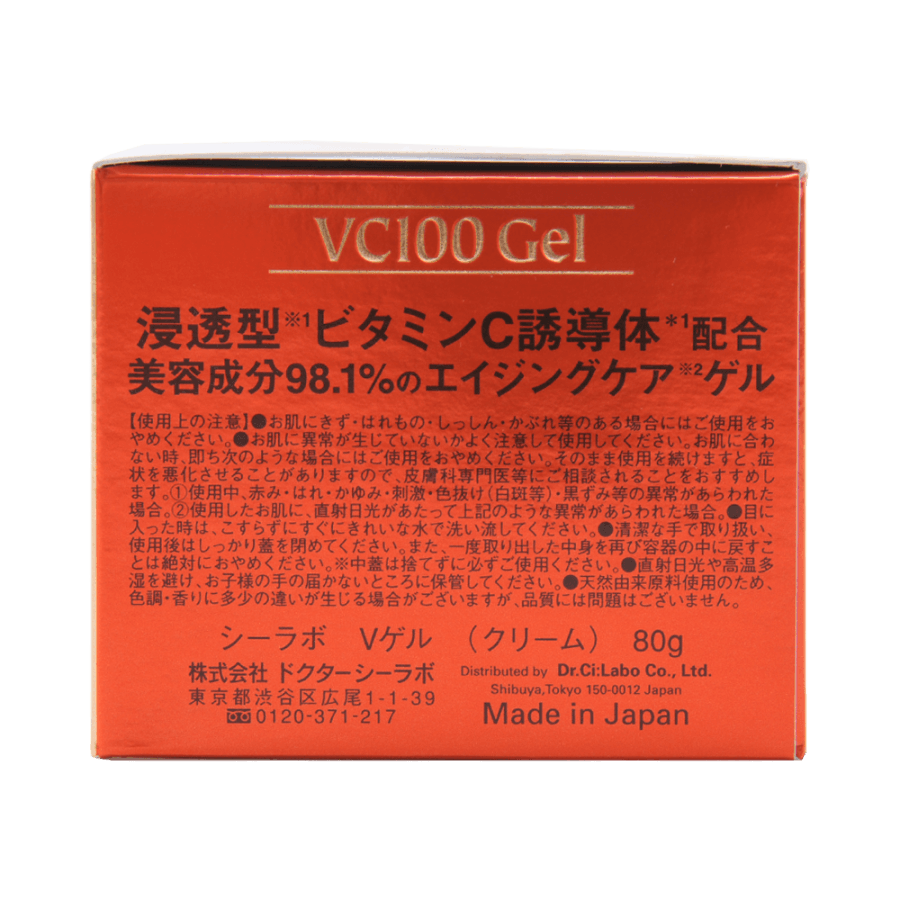 VC100 Gel
浸透型※1ビタミンC誘導体＊1配合
美容成分98.1%のエイジングケア※2ゲル
【使用上の注意】●お肌にきず・はれもの・しっしん・かぶれ等のある場合にはご使用をお
やめください。●お肌に異常が生じていないかよく注意して使用してください。お肌に合わ
ない時、即ち次のような場合にはご使用をおやめください。そのまま使用を続けますと、症
状を悪化させることがありますので、皮膚科専門医等にご相談されることをおすすめし
ます。①使用中、赤み・はれ・かゆみ・刺激・色抜け(白斑等)・黒ずみ等の異常があらわれた
場合。②使用したお肌に、直射日光があたって上記のような異常があらわれた場合。●目に
入った時は、こすらずにすぐにきれいな水で洗い流してください。●清潔な手で取り扱い、
使用後はしっかり蓋を閉めてください。また、一度取り出した中身を再び容器の中に戻すこ
とは絶対におやめください。※中蓋は捨てずに必ずご使用ください。●直射日光や高温多
湿を避け、お子様の手の届かないところに保管してください。●天然由来原料使用のため、
色調・香りに多少の違いが生じる場合がございますが、品質には問題はございません。
シーラボ Vゲル （クリーム） 80g
株式会社 ドクターシーラボ
東京都渋谷区広尾1-1-39
0120-371-217
Distributed by Dr.Ci:Labo Co., Ltd.
Shibuya,Tokyo 150-0012 Japan
Made in Japan